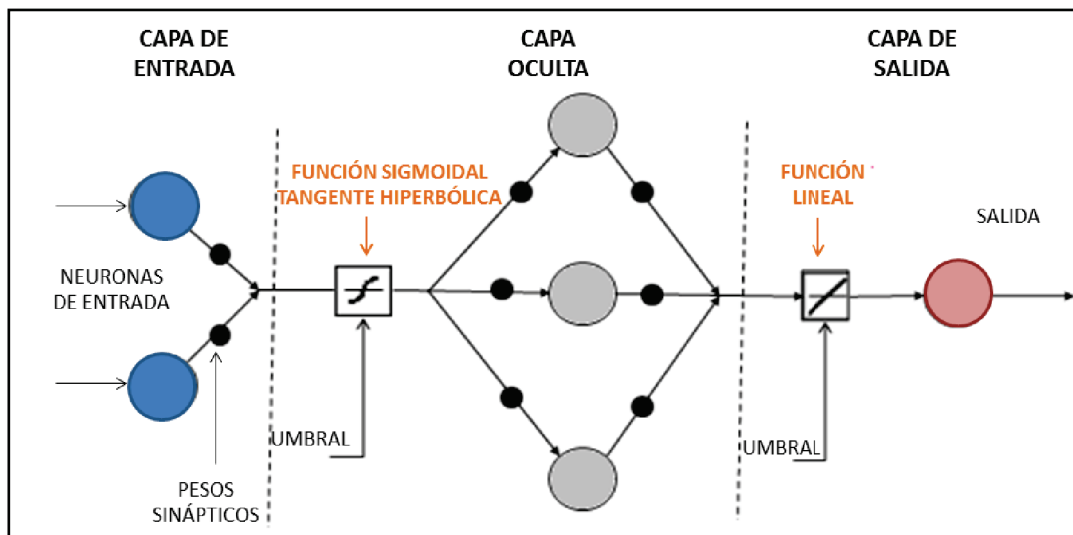 CAPA DE
ENTRADA
CAPA
OCULTA
CAPA DE
SALIDA
FUNCIÓN SIGMOIDAL
TANGENTE HIPERBÓLICA
FUNCIÓN
LINEAL
SALIDA
NEURONAS
DE ENTRADA
UMBRAL
UMBRAL
PESOS
SINÁPTICOS